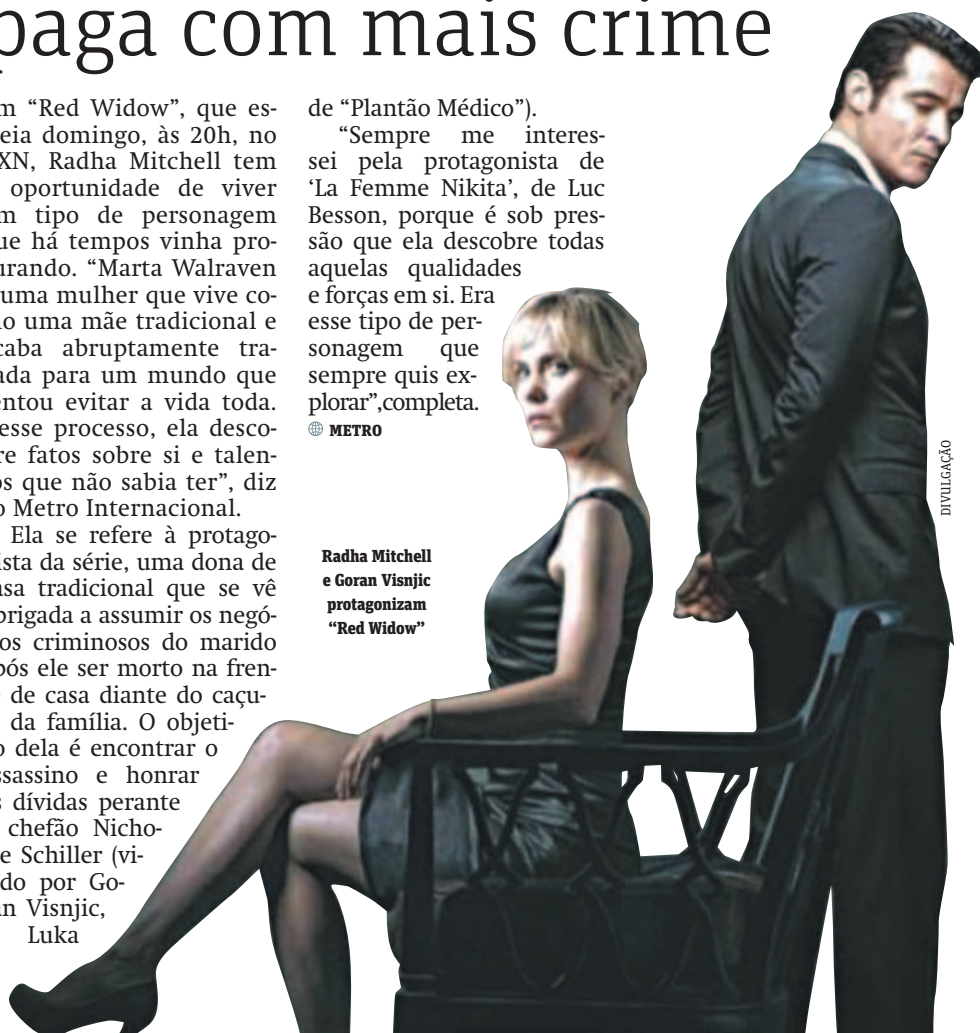 paga com mais crime
m “Red Widow”, que es-
eia domingo, às 20h, no
XN, Radha Mitchell tem
oportunidade de viver
m tipo de personagem
ue há tempos vinha pro-
urando. “Marta Walraven
uma mulher que vive co-
o uma mãe tradicional e
caba abruptamente tra-
ada para um mundo que
entou evitar a vida toda.
esse processo, ela desco-
re fatos sobre si e talen-
os que não sabia ter”, diz
o Metro Internacional.
Ela se refere à protago-
ista da série, uma dona de
asa tradicional que se vê
brigada a assumir os negó-
os criminosos do marido
pós ele ser morto na fren-
de casa diante do caçu-
da família. O objeti-
o dela é encontrar o
ssassino e honrar
s dívidas perante
chefão Nicho-
e Schiller (vi-
do por Go-
an Visnjic,
Luka
de “Plantão Médico”).
“Sempre me interes-
sei pela protagonista de
‘La Femme Nikita’, de Luc
Besson, porque é sob pres-
são que ela descobre todas
aquelas qualidades
e forças em si. Era
esse tipo de per-
sonagem que
sempre quis ex-
plorar”, completa.
METRO
Radha Mitchell
e Goran Visnjic
protagonizam
“Red Widow”
DIVULGAÇÃO